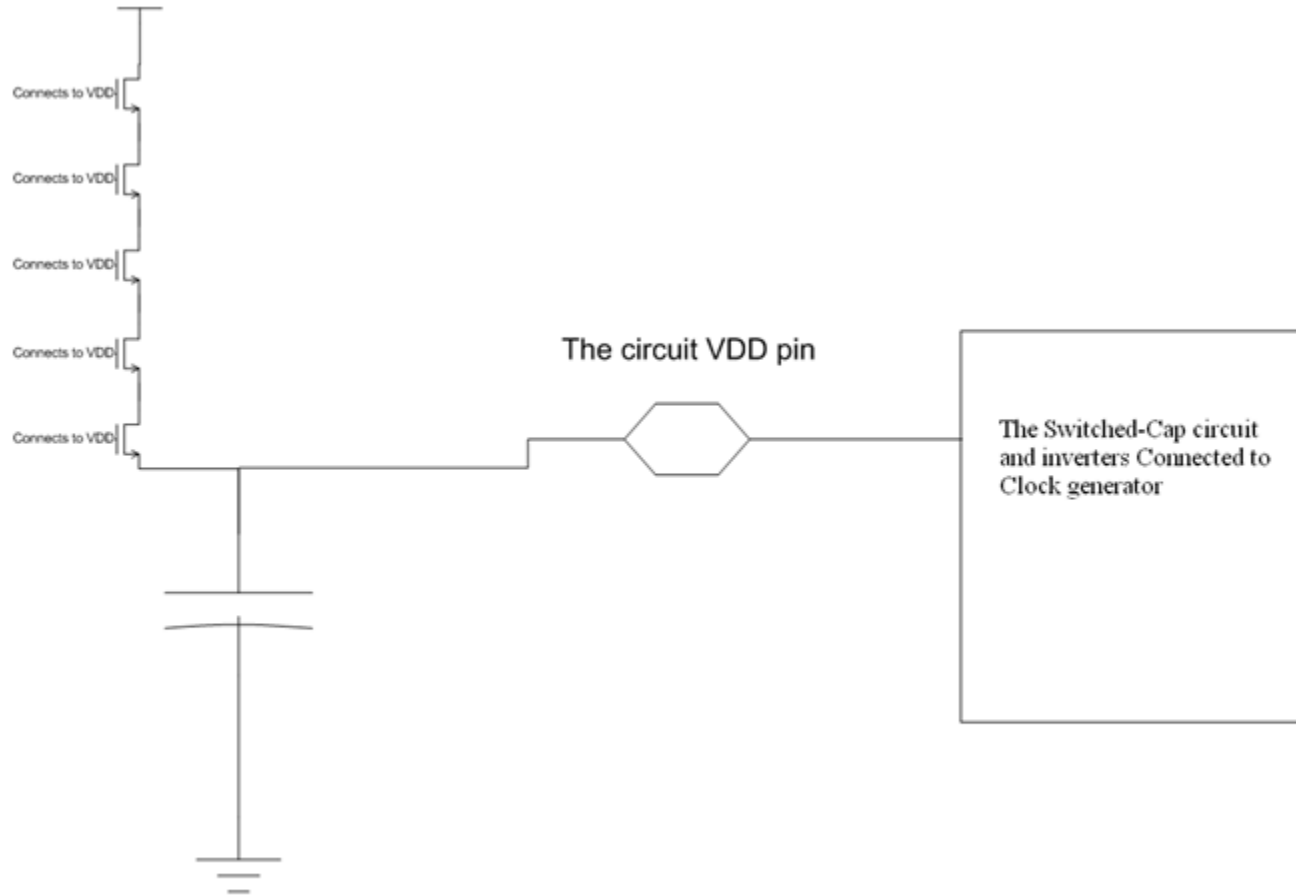 Connects to VDD
Connects to VDD
Connects to VDD
Connects to VDD
Connects to VDD
The circuit VDD pin
The Switched-Cap circuit
and inverters Connected to
Clock generator